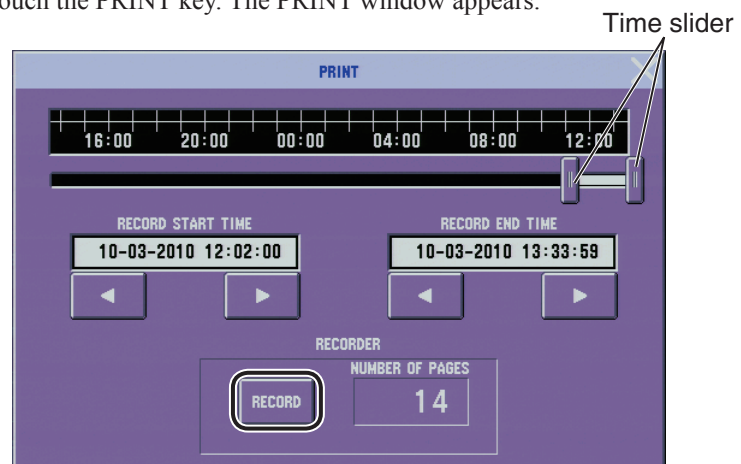 ouch the PRINT key. The PRINT window appears.
Time slider
PRINT
16:00 20:00 00:00 04:00 08:00 12:00
RECORD START TIME RECORD END TIME
10-03-2010 12:02:00 10-03-2010 13:33:59
RECORDER
NUMBER OF PAGES
RECORD 14